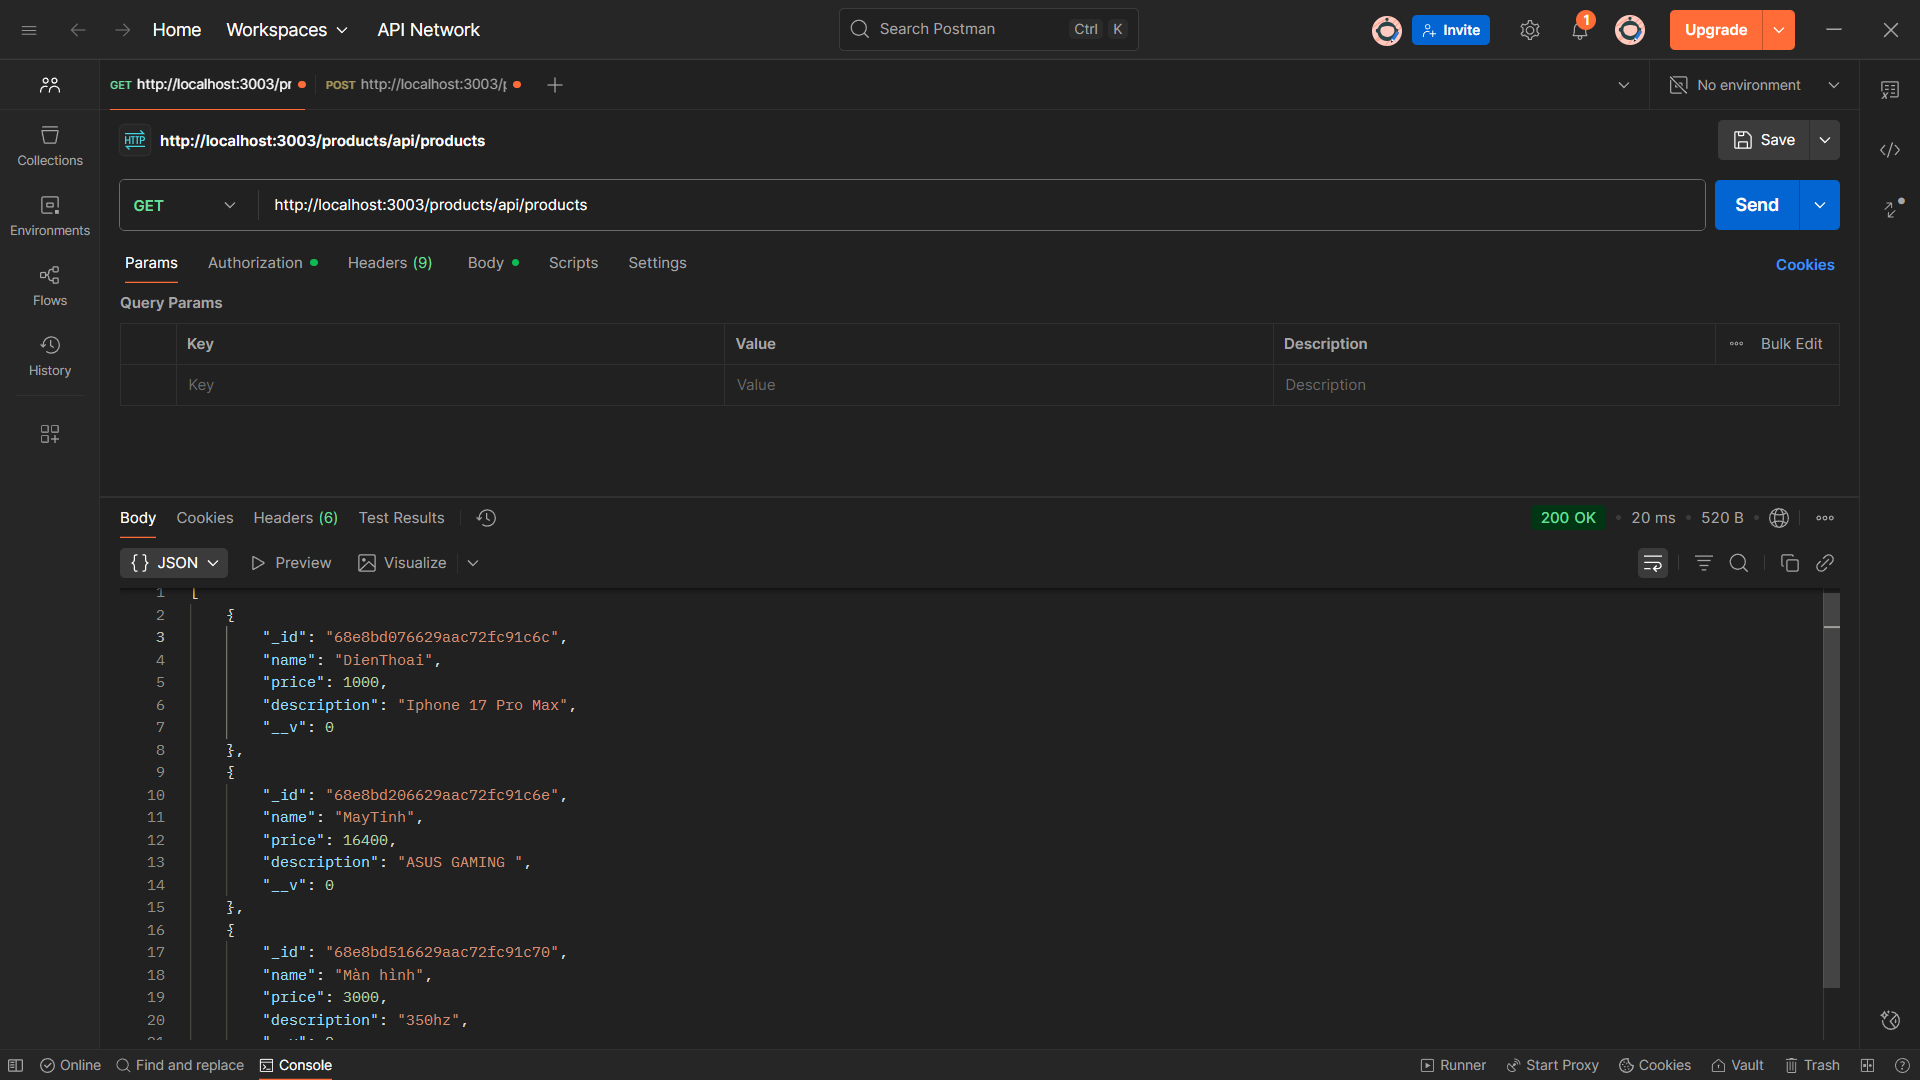 Home Workspaces API Network
Search Postman Ctrl K
Invite 1 Upgrade
GET http://localhost:3003/pr POST http://localhost:3003/p
No environment
HTTP http://localhost:3003/products/api/products
Save
Collections
Environments
Flows
History
GET http://localhost:3003/products/api/products Send
Params Authorization Headers (9) Body Scripts Settings Cookies
Query Params
Key Value Description Bulk Edit
Key Value Description
Body Cookies Headers (6) Test Results 200 OK 20 ms 520 B
{ } JSON Preview Visualize
1 [
2 {
3 "_id": "68e8bd076629aac72fc91c6c",
4 "name": "DienThoai",
5 "price": 1000,
6 "description": "Iphone 17 Pro Max",
7 "__v": 0
8 },
9 {
10 "_id": "68e8bd206629aac72fc91c6e",
11 "name": "MayTinh",
12 "price": 16400,
13 "description": "ASUS GAMING ",
14 "__v": 0
15 },
16 {
17 "_id": "68e8bd516629aac72fc91c70",
18 "name": "Màn hình",
19 "price": 3000,
20 "description": "350hz",
21 "__v": 0
Online Find and replace Console Runner Start Proxy Cookies Vault Trash